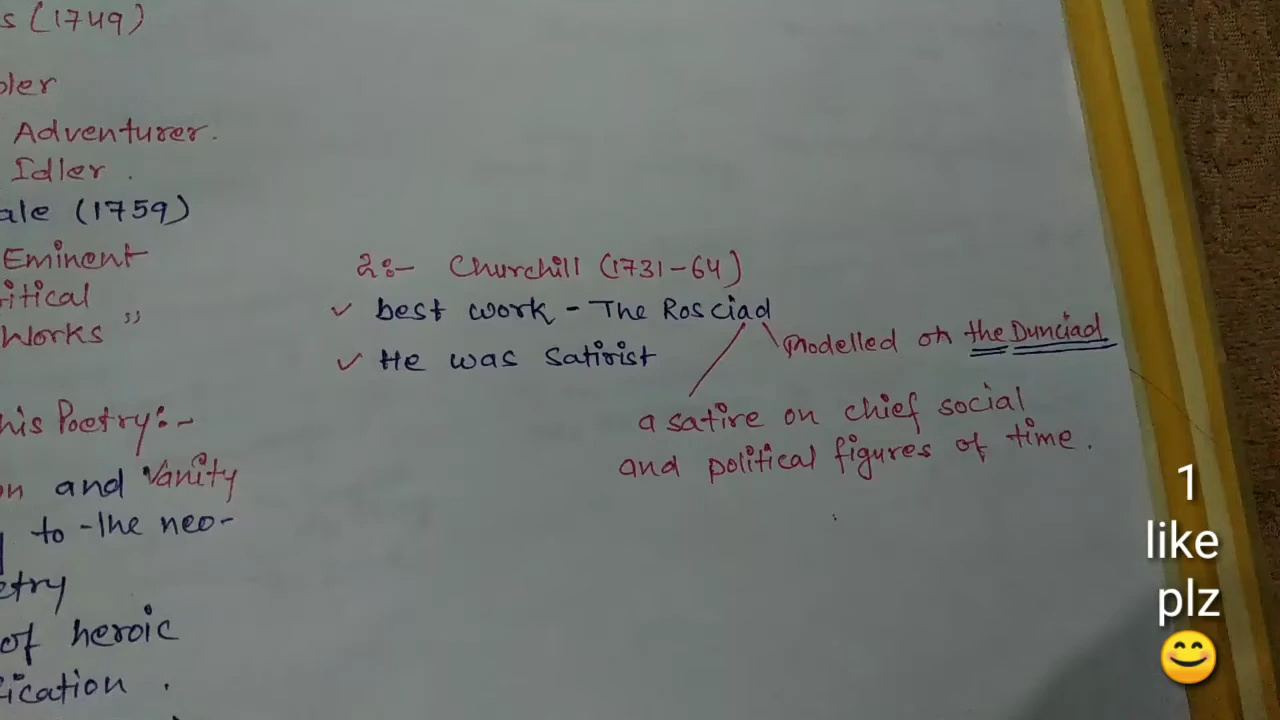 s (1749)
bler
Adventurer.
Idler.
ale (1759)
Eminent
itical
Works"
his Poetry:-
on and Vanity
to the neo-
etry
of heroic
ication.
2:- Churchill (1731-64)
✓ best work - The Rosciad
Modelled on the Dunciad
✓ He was Satirist
a satire on chief social
and political figures of time.
1
like
plz
😊